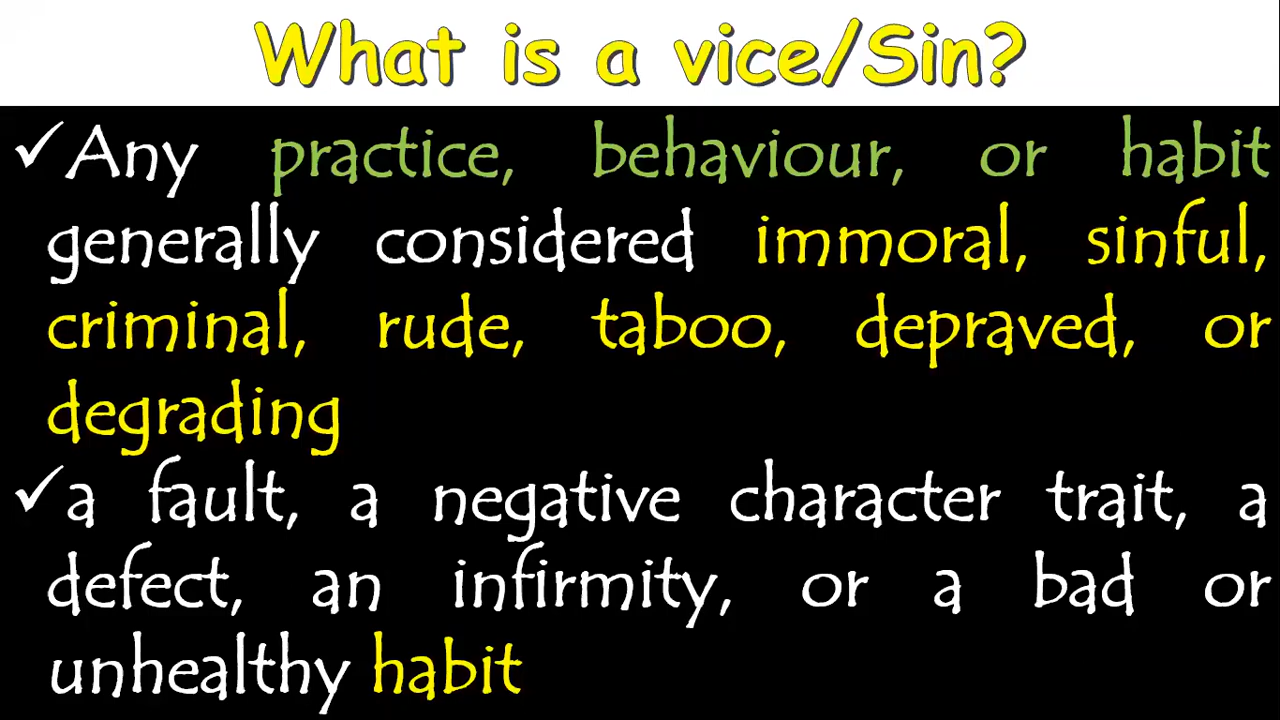 What is a vice/Sin?
✓Any practice, behaviour, or habit
generally considered immoral, sinful,
criminal, rude, taboo, depraved, or
degrading
✓a fault, a negative character trait, a
defect, an infirmity, or a bad or
unhealthy habit